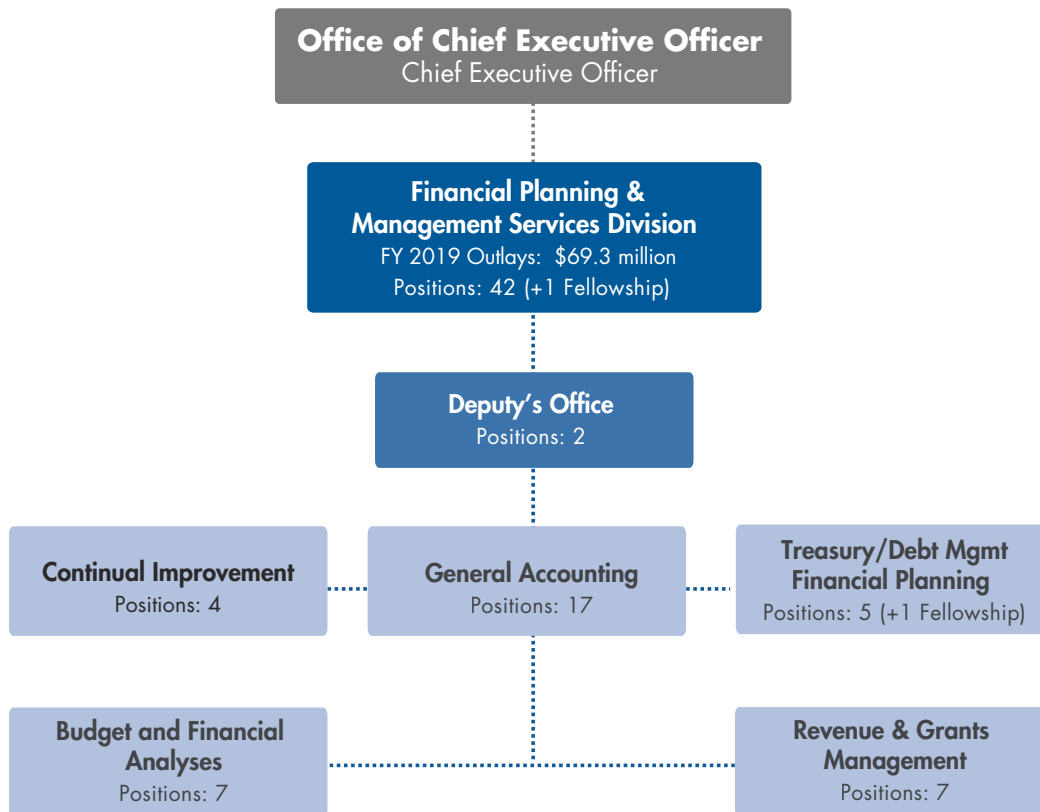 Office of Chief Executive Officer
Chief Executive Officer
Financial Planning &
Management Services Division
FY 2019 Outlays: $69.3 million
Positions: 42 (+1 Fellowship)
Deputy’s Office
Positions: 2
Continual Improvement
Positions: 4
General Accounting
Positions: 17
Treasury/Debt Mgmt
Financial Planning
Positions: 5 (+1 Fellowship)
Budget and Financial
Analyses
Positions: 7
Revenue & Grants
Management
Positions: 7